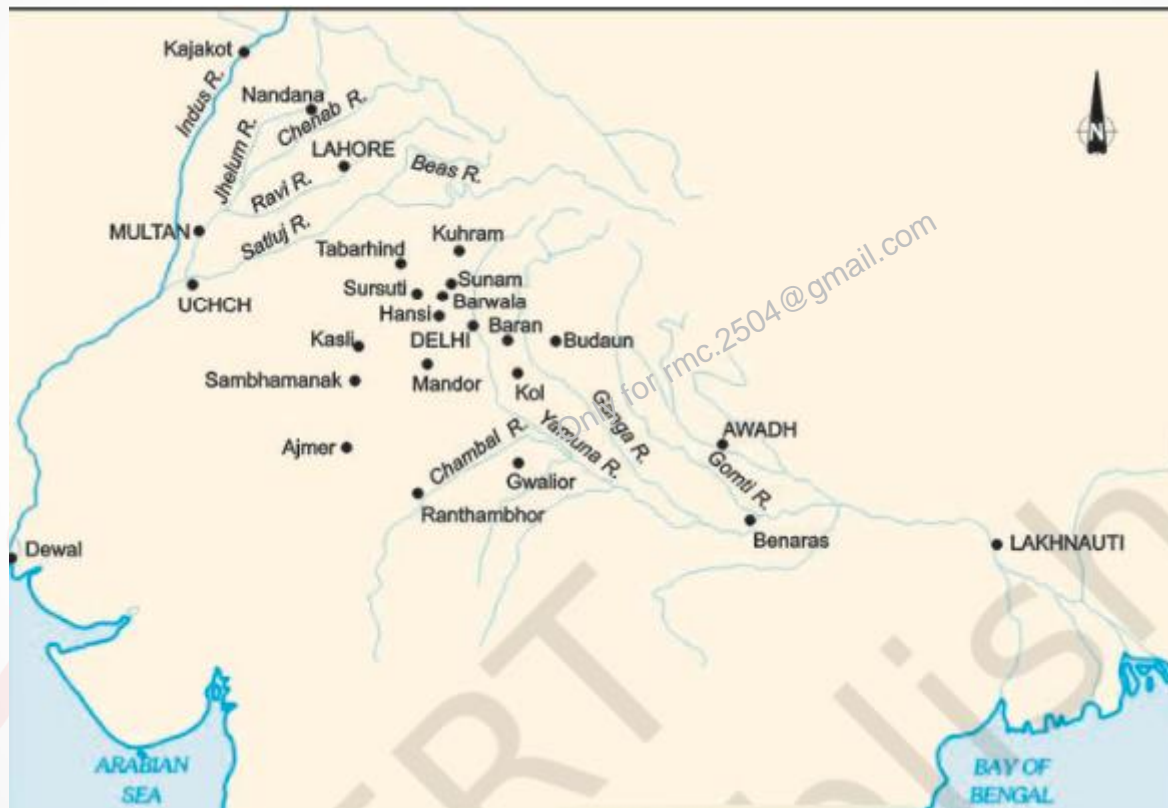 Kajakot
Indus R.
Nandana
Chenab R.
Jhelum R.
LAHORE
Ravi R.
Beas R.
N
MULTAN
Satluj R.
Kuhram
Tabarhind
UCHCH
Sursuti
Sunam
Barwala
Hansi
Kasli
DELHI
Baran
Budaun
Sambhamanak
Mandor
Kol
Only for rmc.2504@gmail.com
Ajmer
Chambal R.
Yamuna R.
Ganga R.
AWADH
Gomti R.
Gwalior
Ranthambhor
Benaras
Dewal
LAKHNAUTI
ARABIAN
SEA
BAY OF
BENGAL